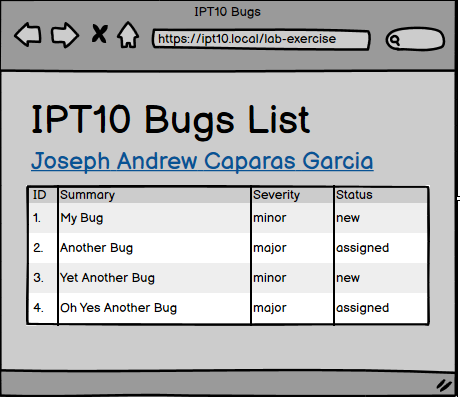 IPT10 Bugs
https://ipt10.local/lab-exercise
IPT10 Bugs List
Joseph Andrew Caparas Garcia
ID Summary Severity Status
1. My Bug minor new
2. Another Bug major assigned
3. Yet Another Bug minor new
4. Oh Yes Another Bug major assigned